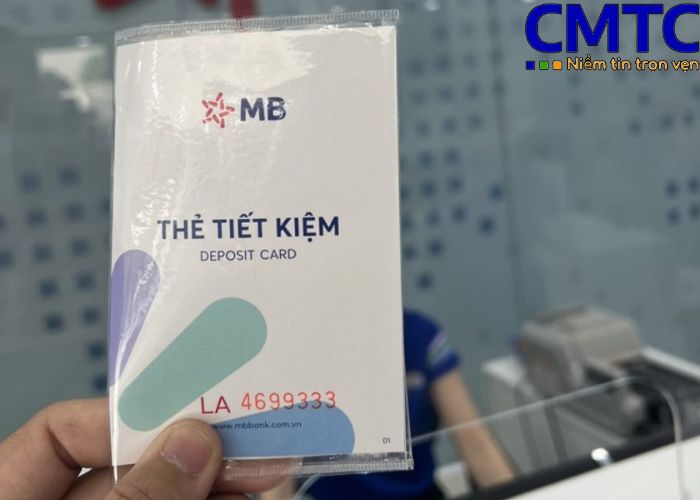 CMTC
Niềm tin trọn vẹn
MB
THẺ TIẾT KIỆM
DEPOSIT CARD
LA 4699333
www.mbbank.com.vn
01